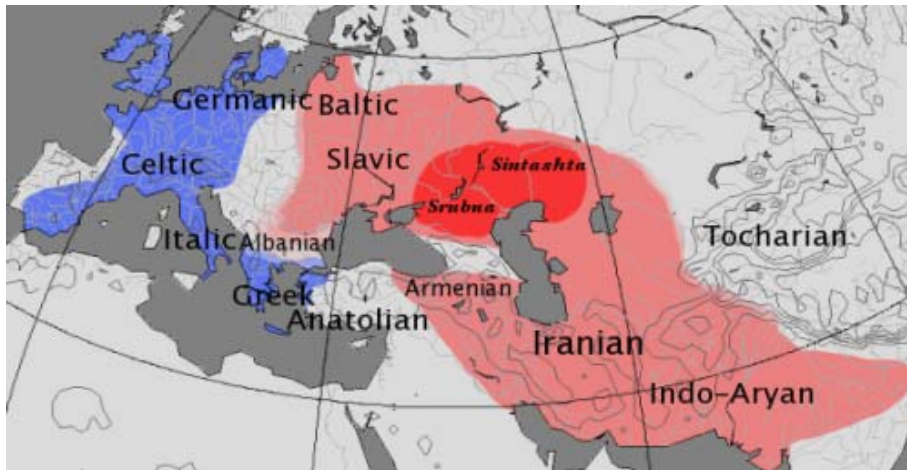 Germanic
Baltic
Celtic
Slavic
Sintashta
Srubna
Italic
Albanian
Tocharian
Greek
Anatolian
Armenian
Iranian
Indo-Aryan